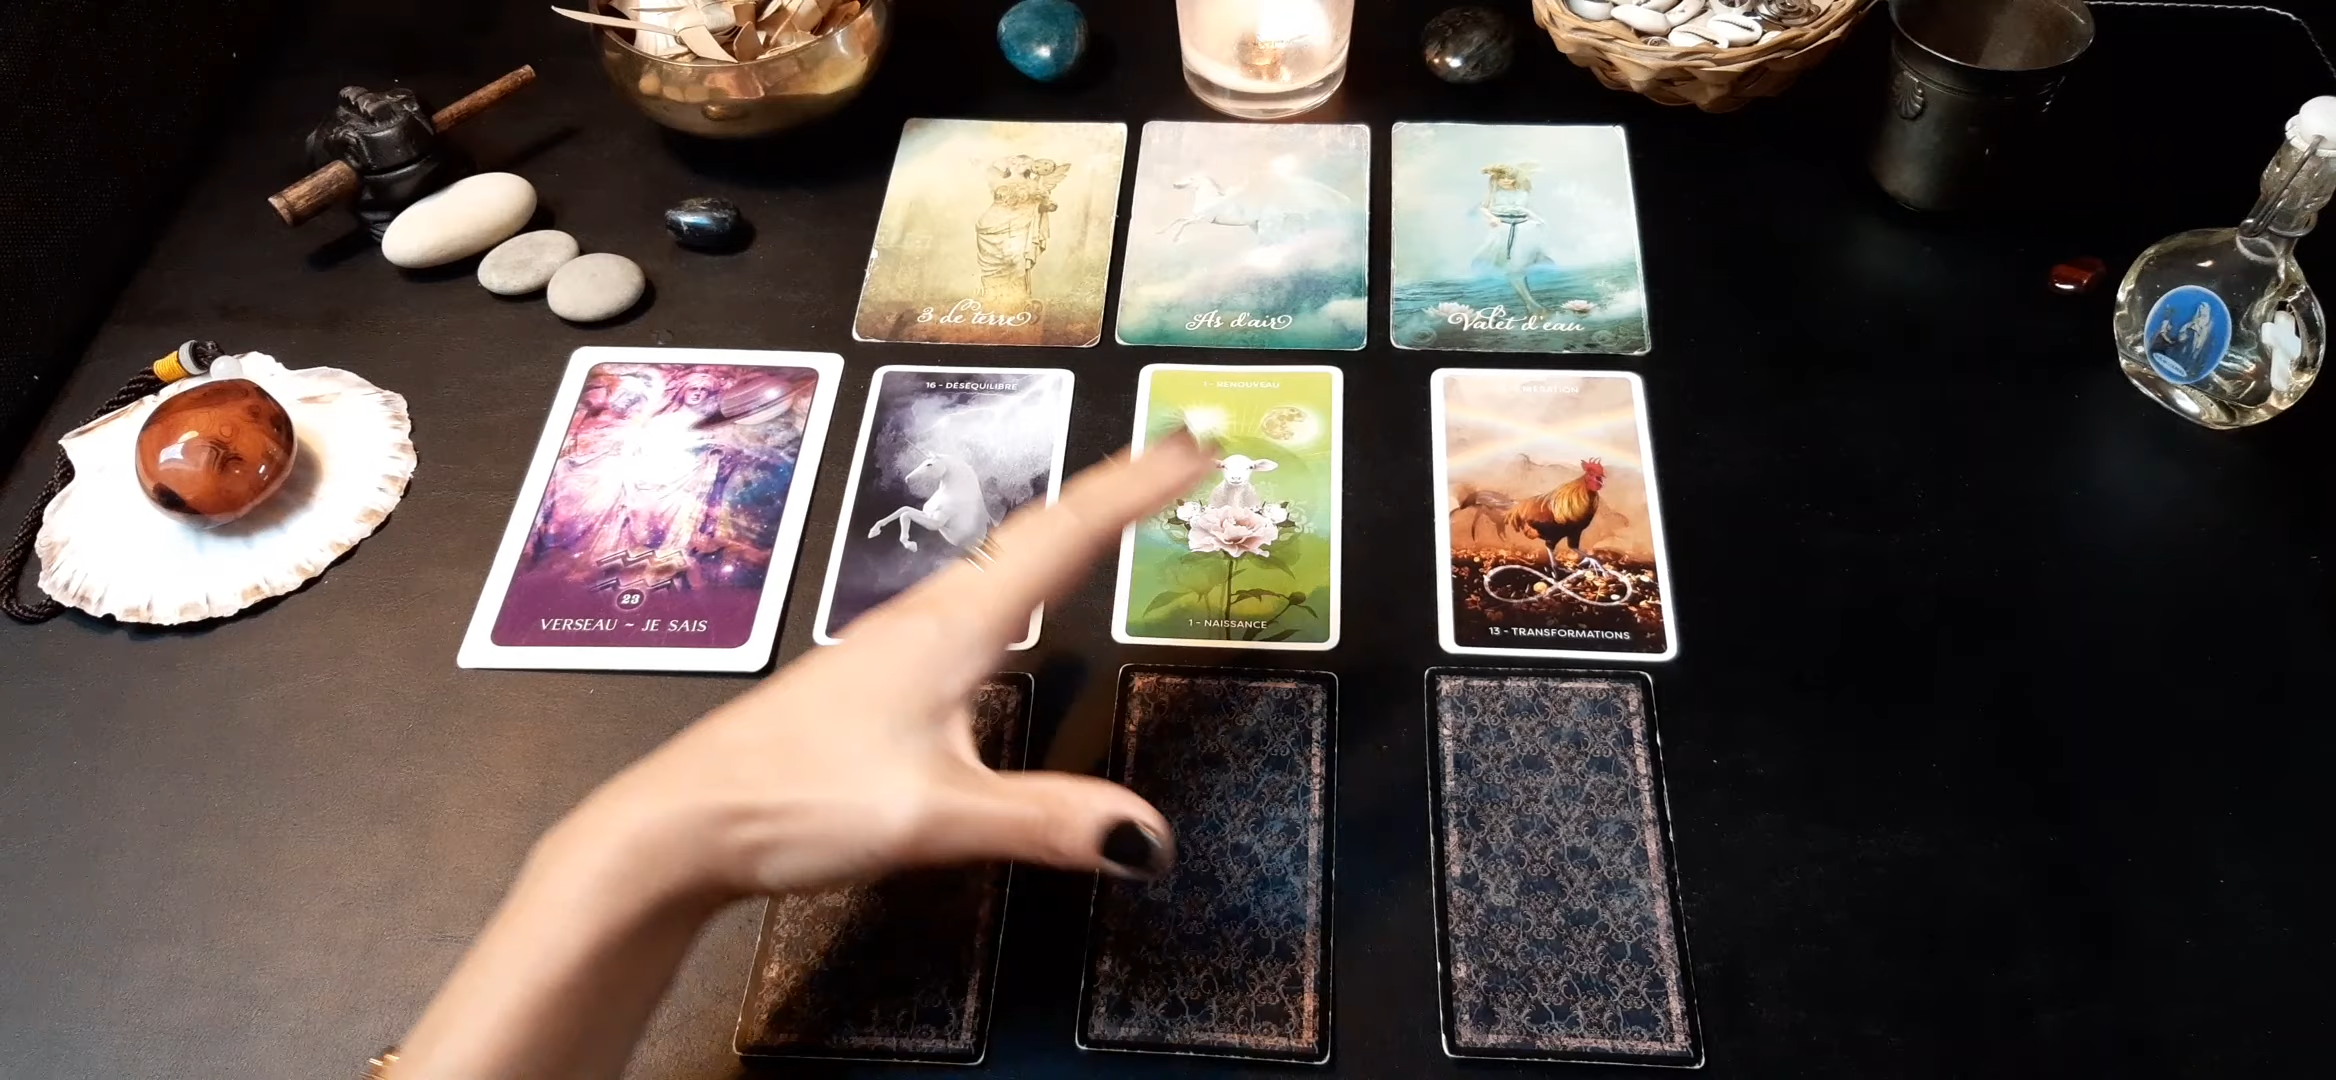 3 de terre
As d'air
Valet d'eau
23
VERSEAU ~ JE SAIS
16 - DÉSÉQUILIBRE
1 - RENOUVEAU
1 - NAISSANCE
13 - TRANSFORMATIONS